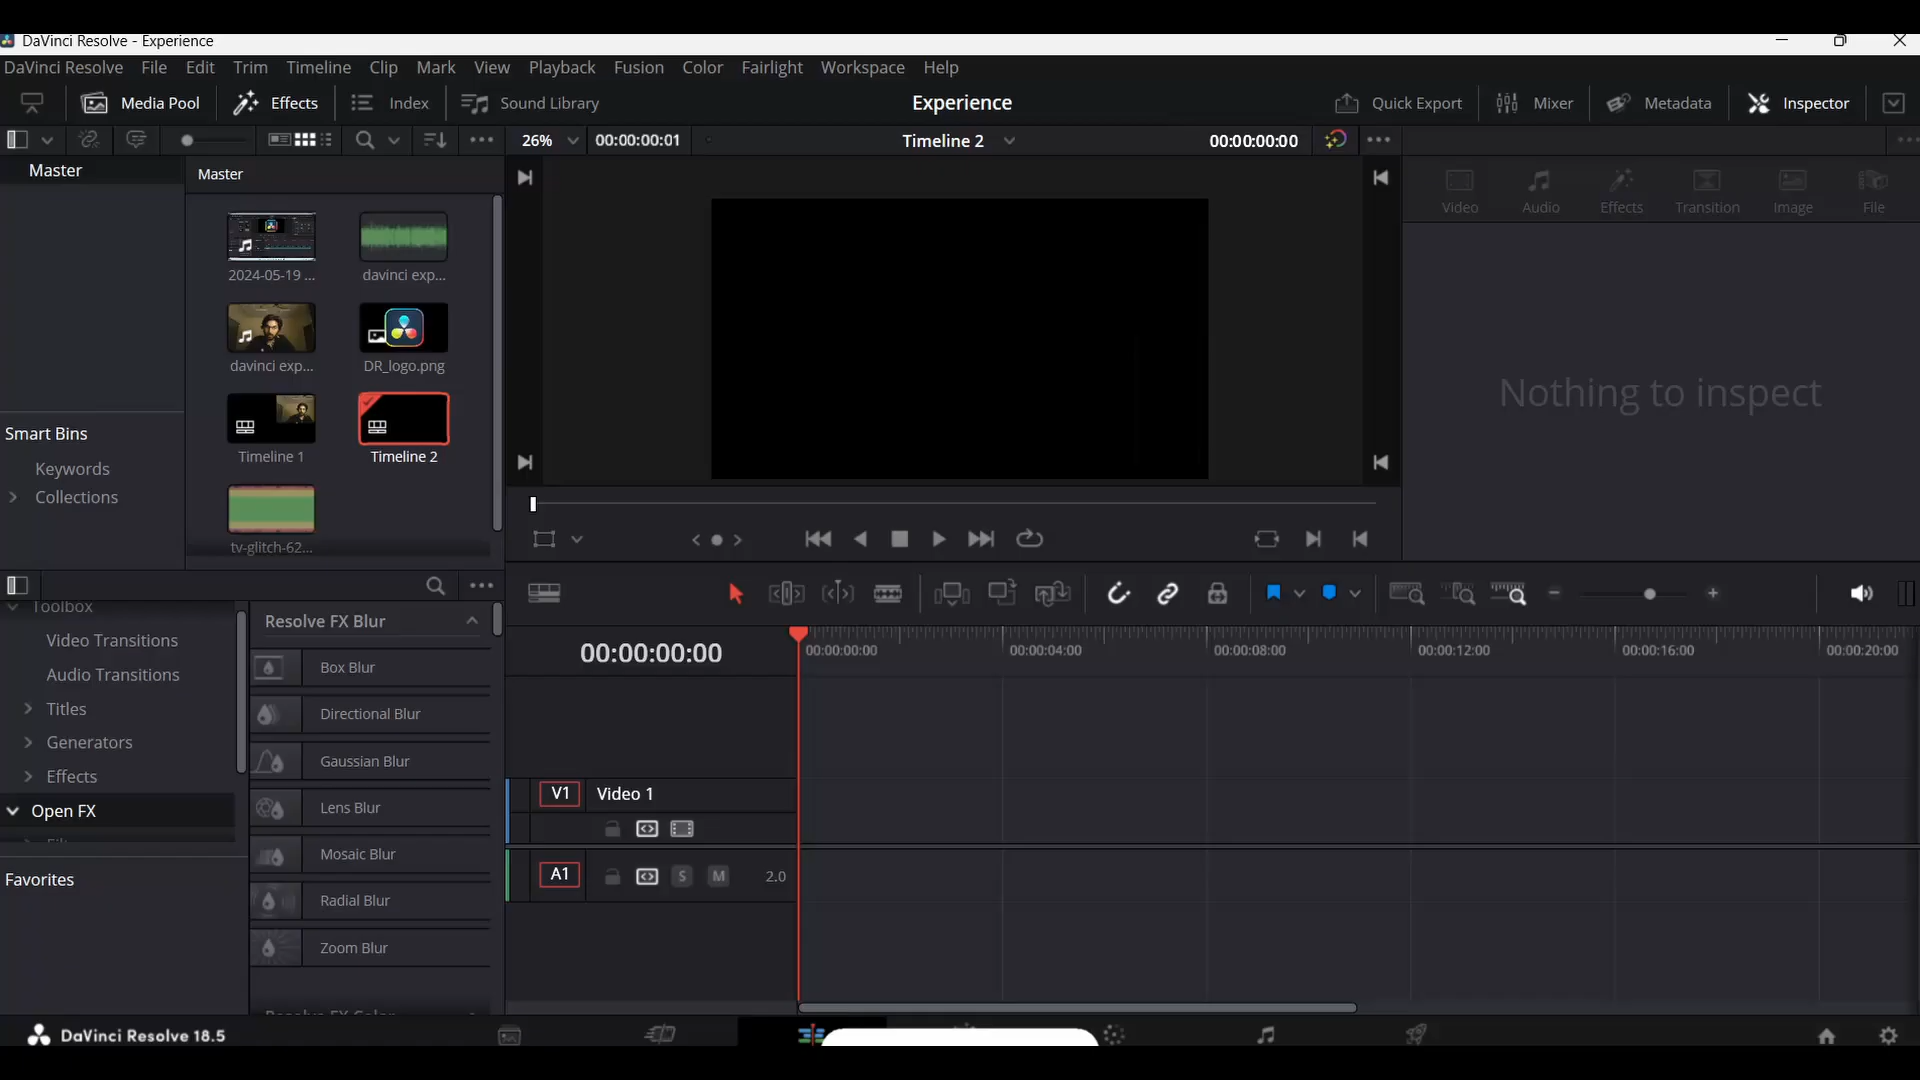 DaVinci Resolve - Experience
DaVinci Resolve File Edit Trim Timeline Clip Mark View Playback Fusion Color Fairlight Workspace Help
Media Pool Effects Index Sound Library Experience Quick Export Mixer Metadata Inspector
26% 00:00:00:01 Timeline 2 00:00:00:00
Master
Master
Video Audio Effects Transition Image File
2024-05-19 ... davinci exp...
davinci exp... DR_logo.png
Timeline 1 Timeline 2
tv-glitch-62...
Smart Bins
Keywords
Collections
Nothing to inspect
Toolbox
Video Transitions
Audio Transitions
Titles
Generators
Effects
Open FX
Favorites
Resolve FX Blur
Box Blur
Directional Blur
Gaussian Blur
Lens Blur
Mosaic Blur
Radial Blur
Zoom Blur
00:00:00:00
00:00:00:00 00:00:04:00 00:00:08:00 00:00:12:00 00:00:16:00 00:00:20:00
V1 Video 1
A1 S M 2.0
DaVinci Resolve 18.5